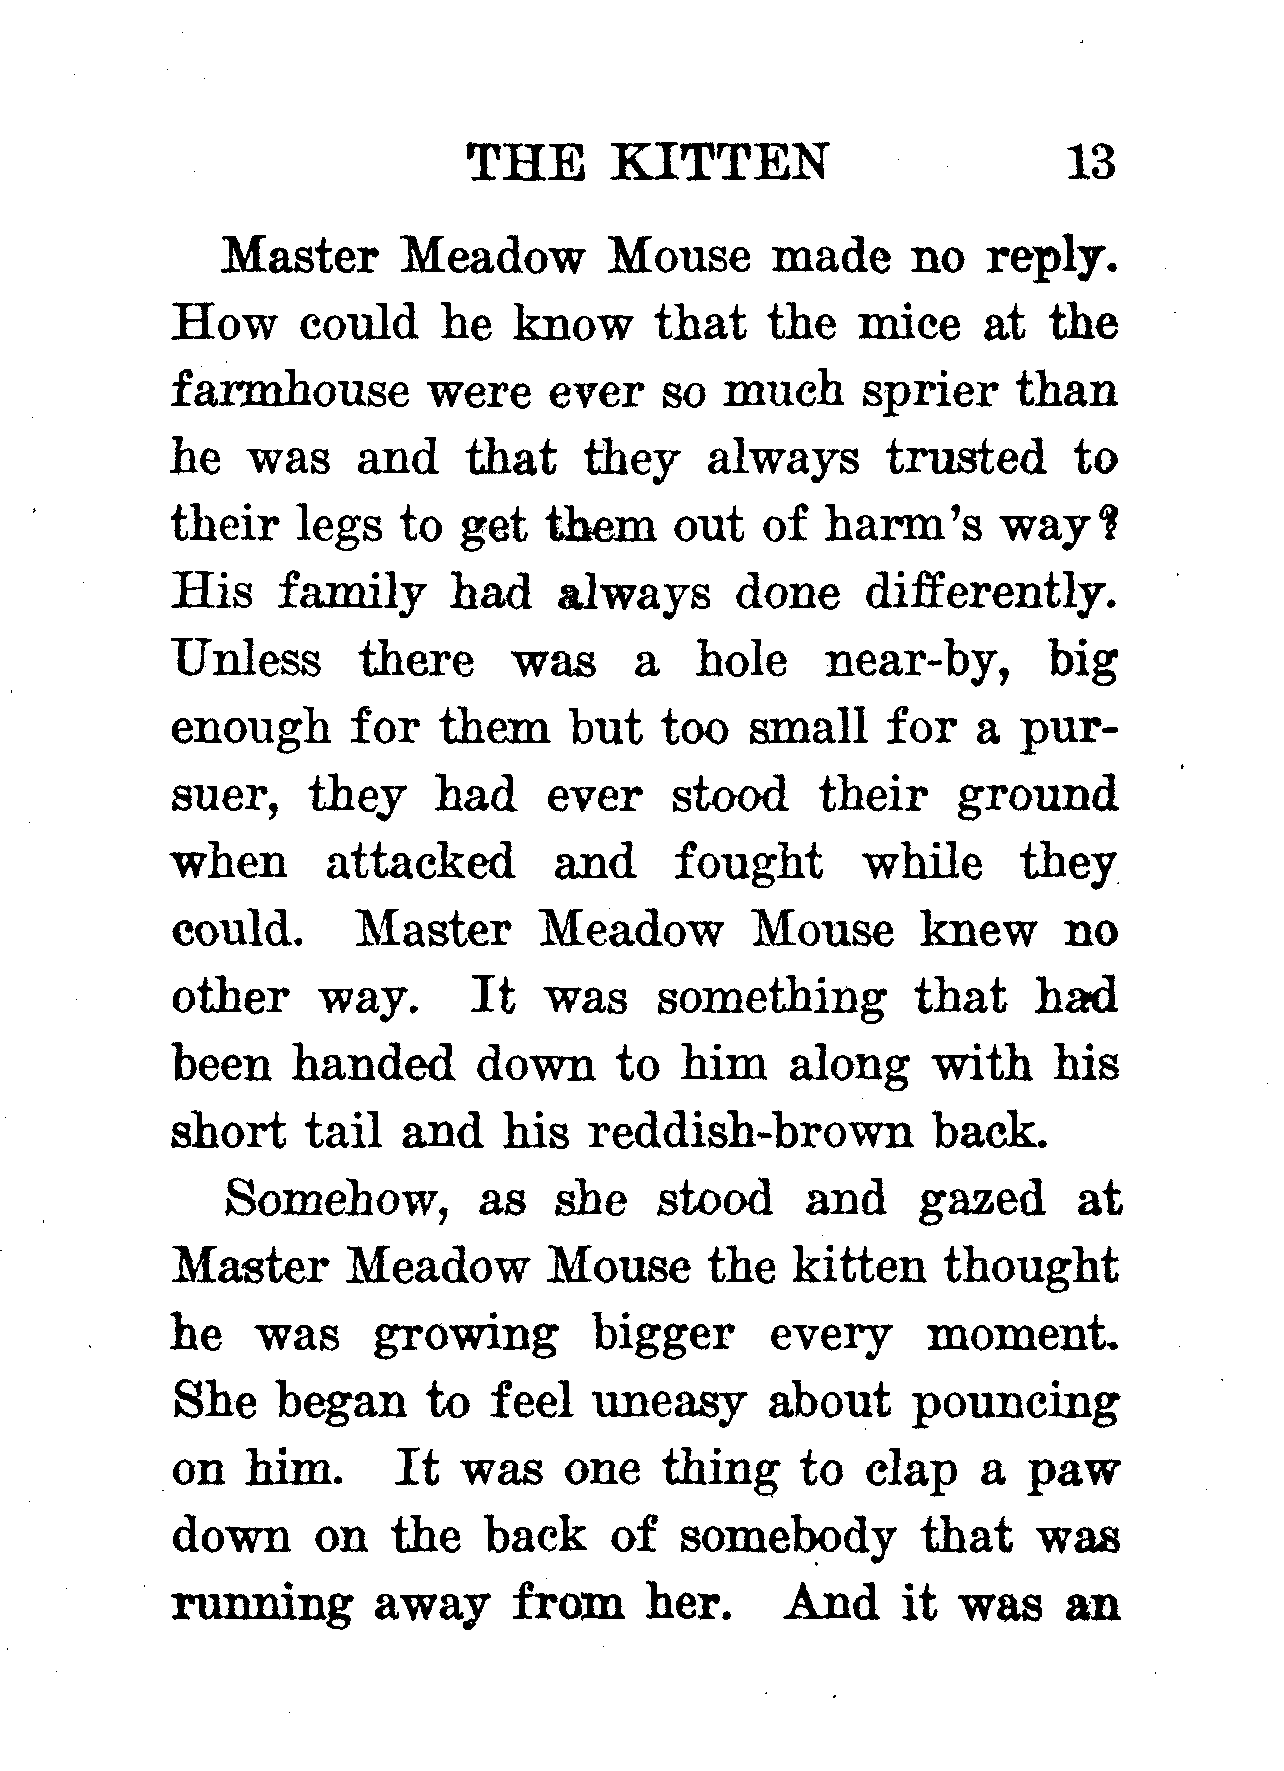 THE KITTEN 13
Master Meadow Mouse made no reply.
How could he know that the mice at the
farmhouse were ever so much sprier than
he was and that they always trusted to
their legs to get them out of harm's way?
His family had always done differently.
Unless there was a hole near-by, big
enough for them but too small for a pur-
suer, they had ever stood their ground
when attacked and fought while they
could. Master Meadow Mouse knew no
other way. It was something that had
been handed down to him along with his
short tail and his reddish-brown back.
Somehow, as she stood and gazed at
Master Meadow Mouse the kitten thought
he was growing bigger every moment.
She began to feel uneasy about pouncing
on him. It was one thing to clap a paw
down on the back of somebody that was
running away from her. And it was an